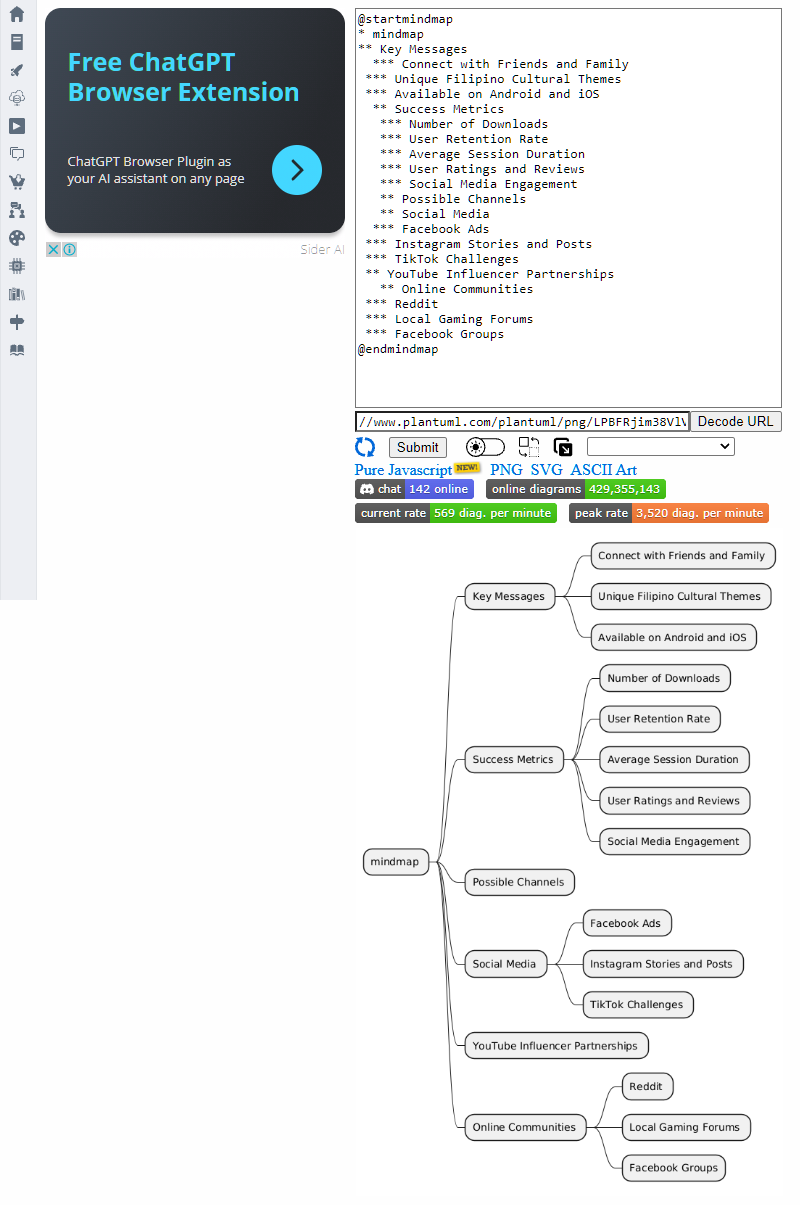 Free ChatGPT
Browser Extension
ChatGPT Browser Plugin as
your AI assistant on any page
Sider AI
@startmindmap
* mindmap
** Key Messages
*** Connect with Friends and Family
*** Unique Filipino Cultural Themes
*** Available on Android and iOS
** Success Metrics
*** Number of Downloads
*** User Retention Rate
*** Average Session Duration
*** User Ratings and Reviews
*** Social Media Engagement
** Possible Channels
** Social Media
*** Facebook Ads
*** Instagram Stories and Posts
*** TikTok Challenges
** YouTube Influencer Partnerships
** Online Communities
*** Reddit
*** Local Gaming Forums
*** Facebook Groups
@endmindmap
//www.plantuml.com/plantuml/png/LPBFRjim38VlV Decode URL
Submit
Pure Javascript NEW! PNG SVG ASCII Art
chat 142 online online diagrams 429,355,143
current rate 569 diag. per minute peak rate 3,520 diag. per minute
Connect with Friends and Family
Key Messages
Unique Filipino Cultural Themes
Available on Android and iOS
Number of Downloads
User Retention Rate
Success Metrics
Average Session Duration
User Ratings and Reviews
Social Media Engagement
mindmap
Possible Channels
Facebook Ads
Social Media
Instagram Stories and Posts
TikTok Challenges
YouTube Influencer Partnerships
Reddit
Online Communities
Local Gaming Forums
Facebook Groups